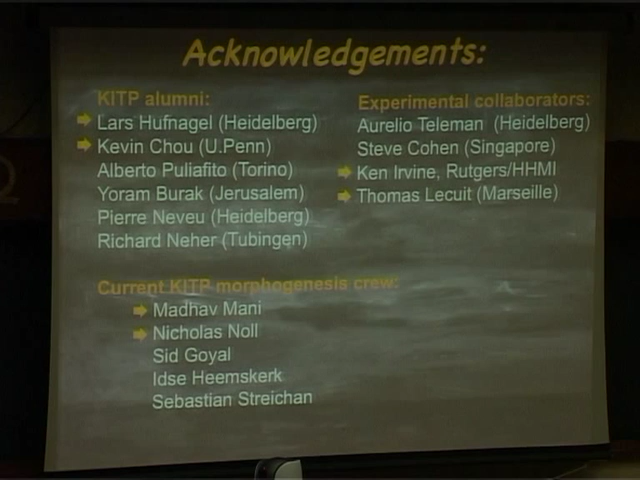 Acknowledgements:
KITP alumni:
Lars Hufnagel (Heidelberg)
Kevin Chou (U.Penn)
Alberto Puliafito (Torino)
Yoram Burak (Jerusalem)
Pierre Neveu (Heidelberg)
Richard Neher (Tubingen)
Experimental collaborators:
Aurelio Teleman (Heidelberg)
Steve Cohen (Singapore)
Ken Irvine, Rutgers/HHMI
Thomas Lecuit (Marseille)
Current KITP morphogenesis crew:
Madhav Mani
Nicholas Noll
Sid Goyal
Idse Heemskerk
Sebastian Streichan